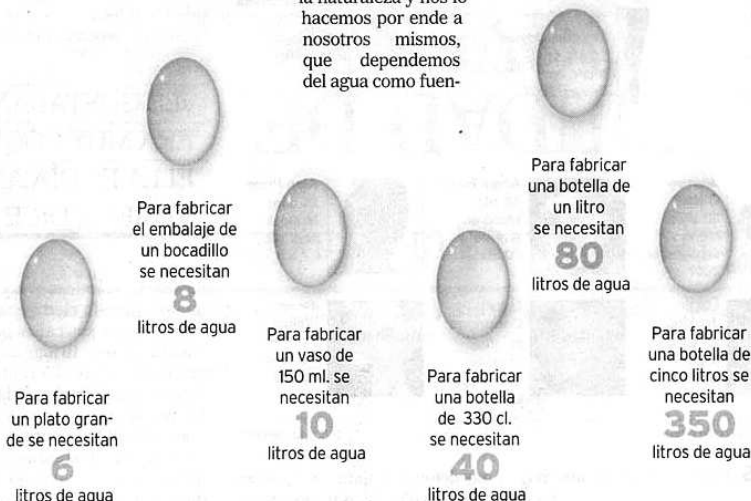 hacemos por ende a
nosotros mismos,
que dependemos
del agua como fuen-
Para fabricar
un plato gran-
de se necesitan
6
litros de agua
Para fabricar
el embalaje de
un bocadillo
se necesitan
8
litros de agua
Para fabricar
un vaso de
150 ml. se
necesitan
10
litros de agua
Para fabricar
una botella
de 330 cl.
se necesitan
40
litros de agua
Para fabricar
una botella de
un litro
se necesitan
80
litros de agua
Para fabricar
una botella de
cinco litros se
necesitan
350
litros de agua